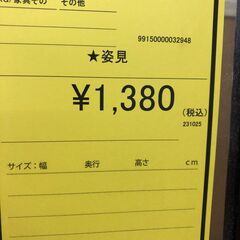 家具その その他
99150000032948
★姿見
¥1,380
(税込)
231025
サイズ：幅 奥行 高さ cm